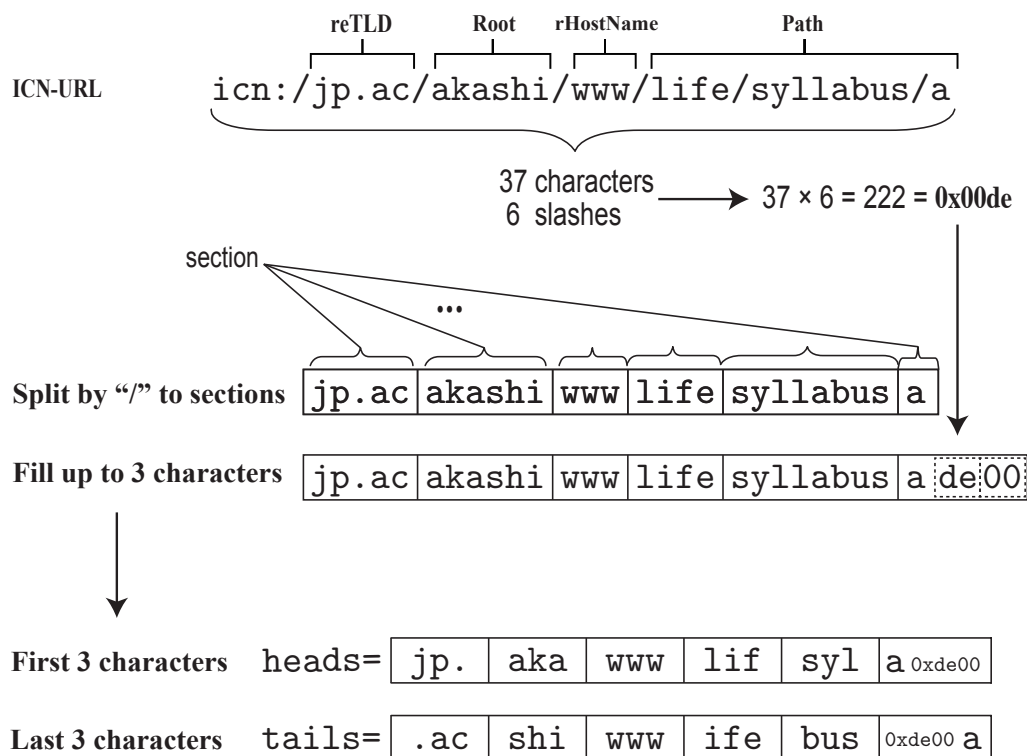 reTLD Root rHostName Path
ICN-URL icn:/jp.ac/akashi/www/life/syllabus/a
37 characters
6 slashes
37 × 6 = 222 = 0x00de
section
...
Split by “/” to sections jp.ac akashi www life syllabus a
Fill up to 3 characters jp.ac akashi www life syllabus a de 00
First 3 characters heads= jp. aka www lif syl a 0xde00
Last 3 characters tails= .ac shi www ife bus 0xde00 a